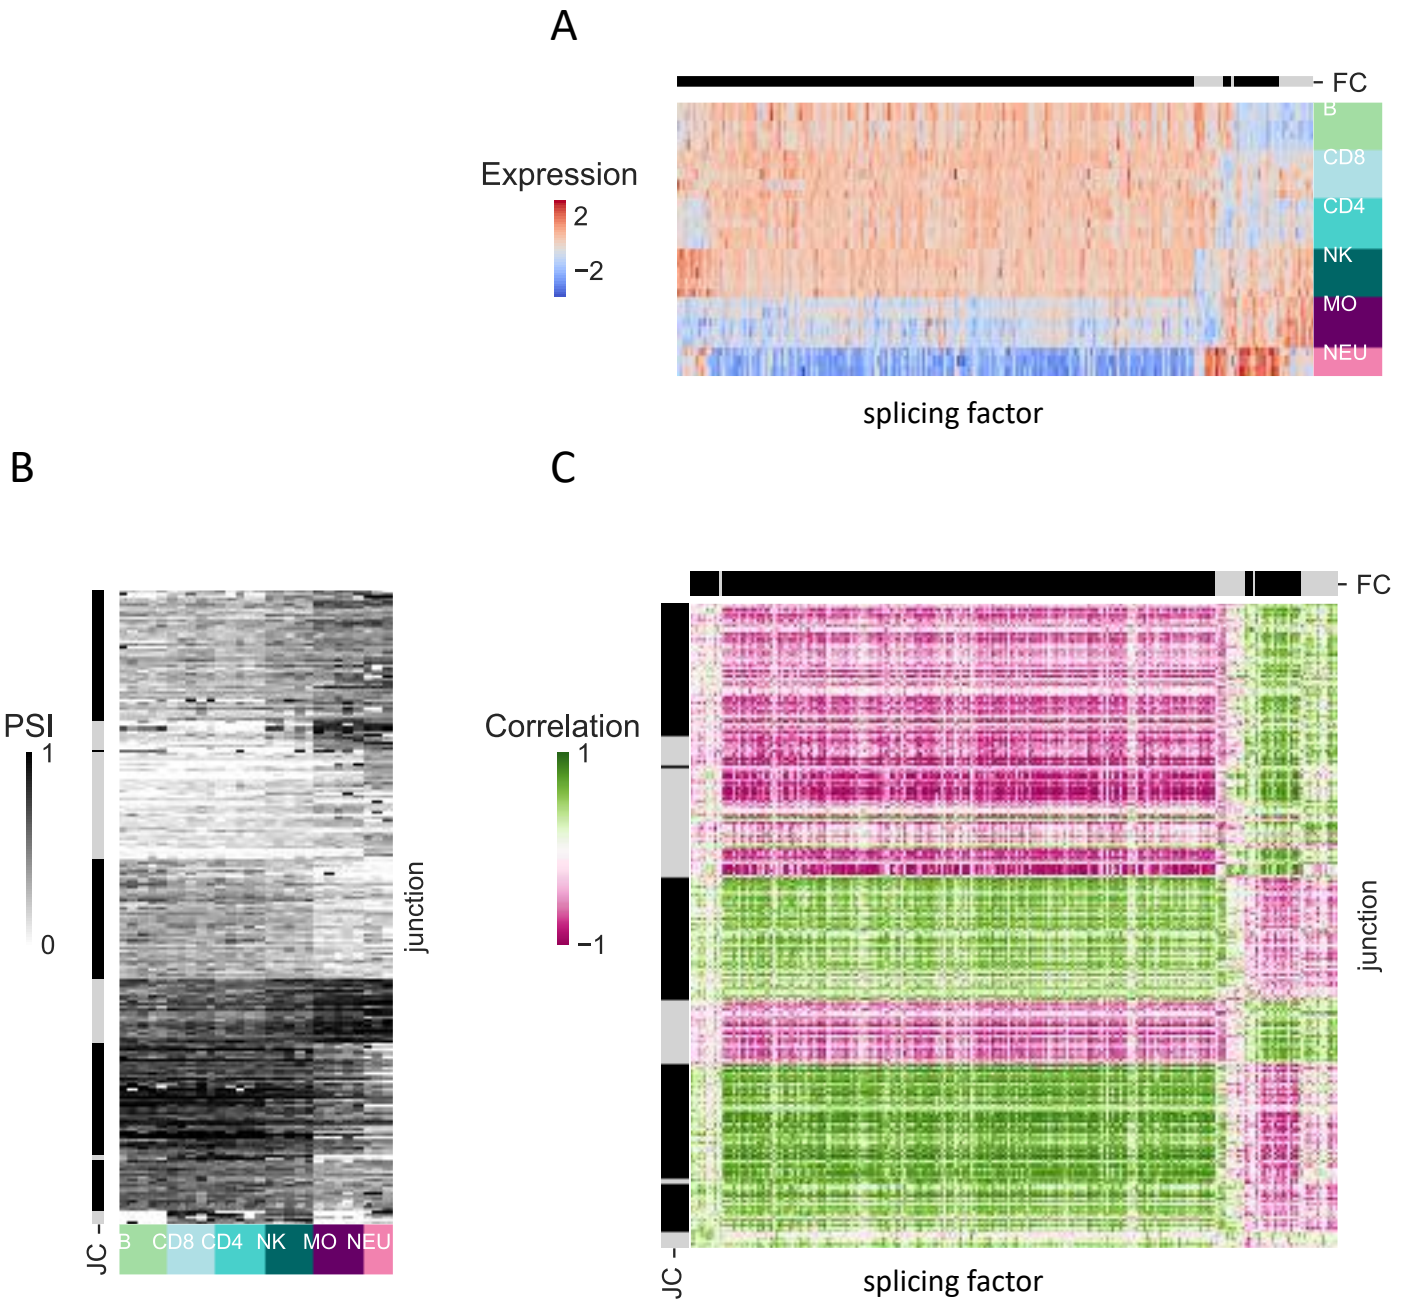 A
FC
Expression
2
−2
B
CD8
CD4
NK
MO
NEU
splicing factor
B
C
PSI
1
0
junction
JC
B CD8 CD4 NK MO NEU
Correlation
1
−1
FC
junction
JC
splicing factor